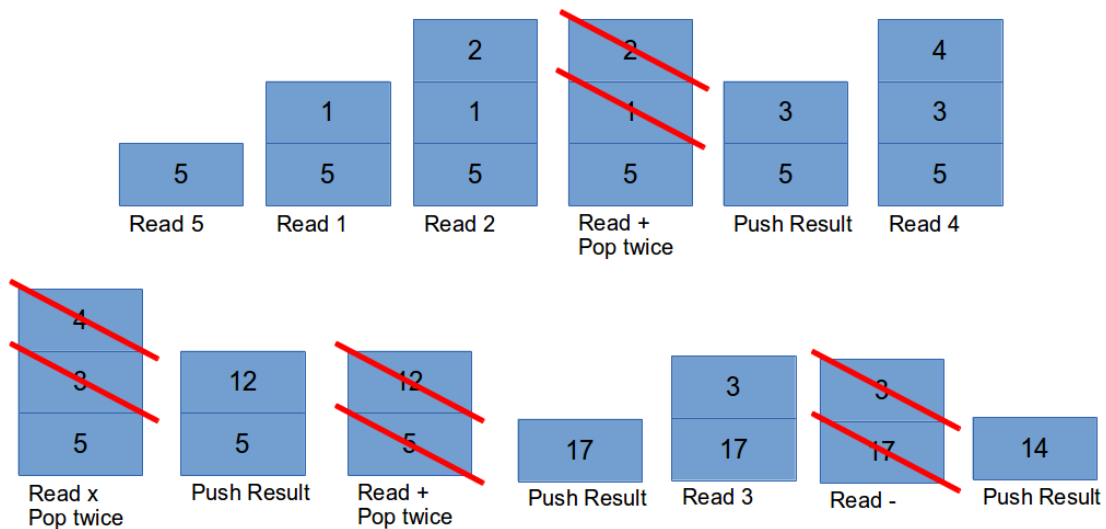 2
2
4
1
1
1
3
3
5
5
5
5
5
5
Read 5
Read 1
Read 2
Read +
Pop twice
Push Result
Read 4
4
3
12
12
3
3
5
5
5
17
17
17
14
Read x
Pop twice
Push Result
Read +
Pop twice
Push Result
Read 3
Read -
Push Result